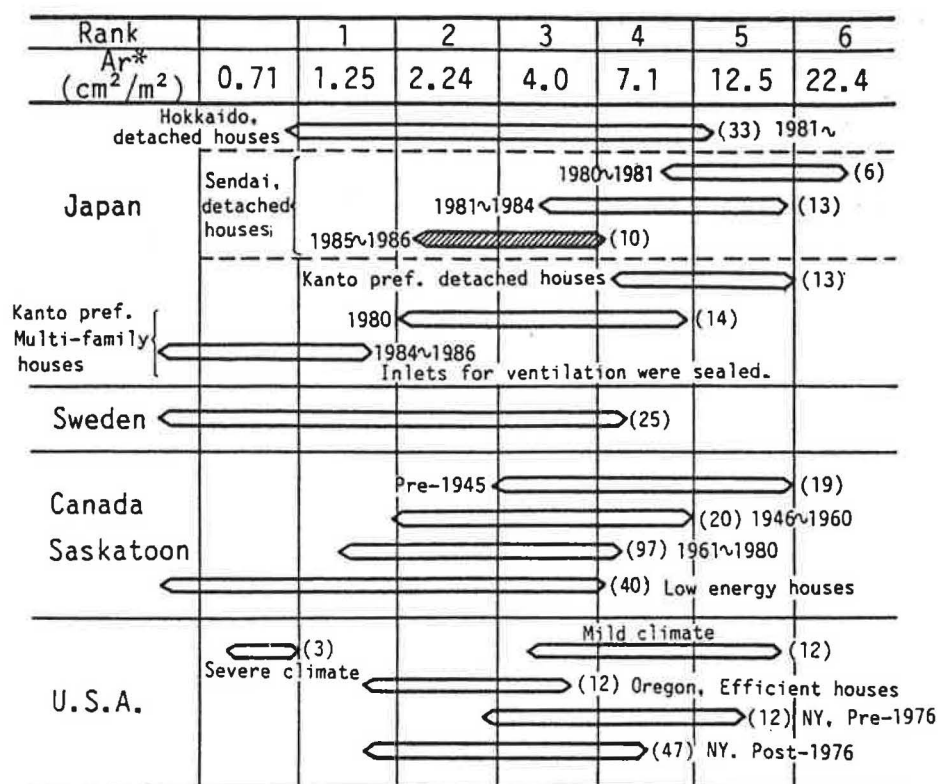 Rank 1 2 3 4 5 6
Ar*
(cm²/m²) 0.71 1.25 2.24 4.0 7.1 12.5 22.4
Hokkaido,
detached houses (33) 1981~
Japan
Sendai,
detached
houses;
1980~1981 (6)
1981~1984 (13)
1985~1986 (10)
Kanto pref. detached houses (13)
Kanto pref.
Multi-family
houses
1980 (14)
1984~1986
Inlets for ventilation were sealed.
Sweden (25)
Canada
Saskatoon
Pre-1945 (19)
(20) 1946~1960
(97) 1961~1980
(40) Low energy houses
U.S.A.
Mild climate
(3) (12)
Severe climate
(12) Oregon, Efficient houses
(12) NY, Pre-1976
(47) NY. Post-1976